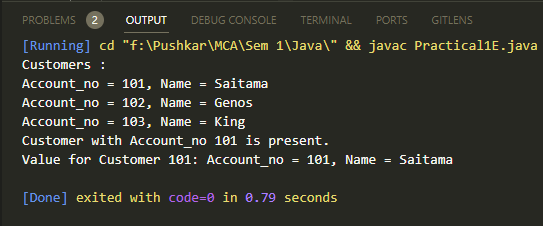 PROBLEMS 2 OUTPUT DEBUG CONSOLE TERMINAL PORTS GITLENS
[Running] cd "f:\Pushkar\MCA\Sem 1\Java\" && javac Practical1E.java
Customers :
Account_no = 101, Name = Saitama
Account_no = 102, Name = Genos
Account_no = 103, Name = King
Customer with Account_no 101 is present.
Value for Customer 101: Account_no = 101, Name = Saitama
[Done] exited with code=0 in 0.79 seconds